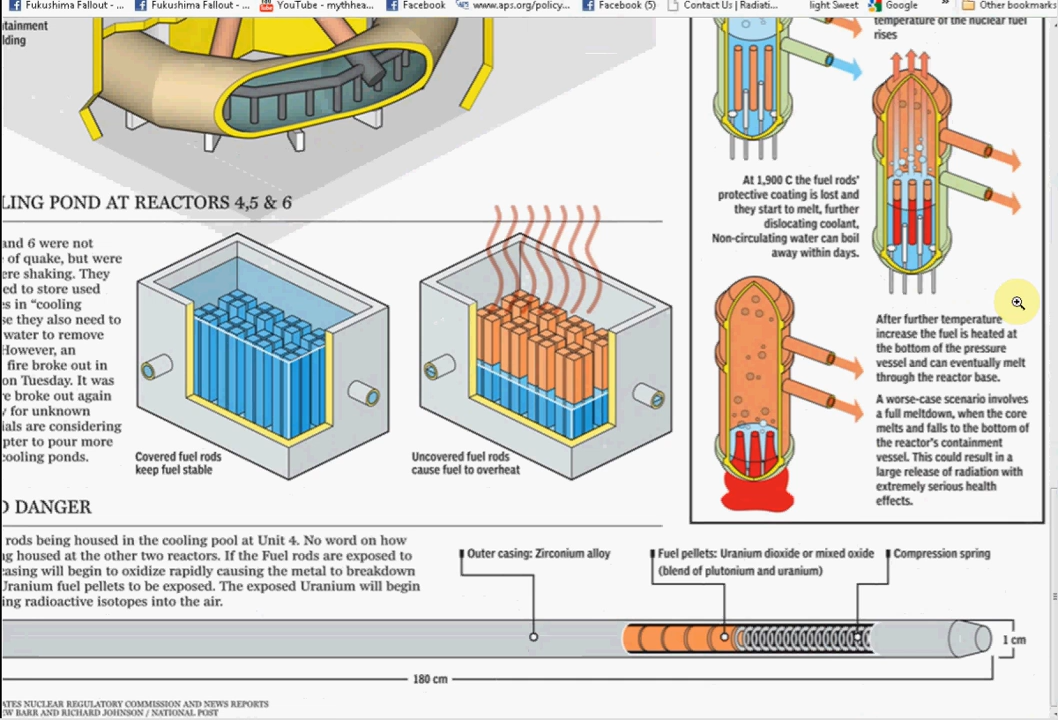 Fukushima Fallout - ... Fukushima Fallout - ... YouTube - mythhea... Facebook www.aps.org/policy... Facebook (5) Contact Us | Radiati... light Sweet Google » Other bookmarks
tainment
lding
temperature of the nuclear fuel
rises
At 1,900 C the fuel rods'
protective coating is lost and
they start to melt, further
dislocating coolant,
Non-circulating water can boil
away within days.
LING POND AT REACTORS 4,5 & 6
and 6 were not
of quake, but were
ere shaking. They
ed to store used
s in “cooling
se they also need to
water to remove
However, an
fire broke out in
on Tuesday. It was
re broke out again
y for unknown
ials are considering
pter to pour more
cooling ponds.
Covered fuel rods
keep fuel stable
Uncovered fuel rods
cause fuel to overheat
After further temperature
increase the fuel is heated at
the bottom of the pressure
vessel and can eventually melt
through the reactor base.
A worse-case scenario involves
a full meltdown, when the core
melts and falls to the bottom of
the reactor's containment
vessel. This could result in a
large release of radiation with
extremely serious health
effects.
D DANGER
rods being housed in the cooling pool at Unit 4. No word on how
ng housed at the other two reactors. If the Fuel rods are exposed to
casing will begin to oxidize rapidly causing the metal to breakdown
Uranium fuel pellets to be exposed. The exposed Uranium will begin
ing radioactive isotopes into the air.
Outer casing: Zirconium alloy
Fuel pellets: Uranium dioxide or mixed oxide
(blend of plutonium and uranium)
Compression spring
1 cm
180 cm
ATES NUCLEAR REGULATORY COMMISSION AND NEWS REPORTS
EW BARR AND RICHARD JOHNSON / NATIONAL POST